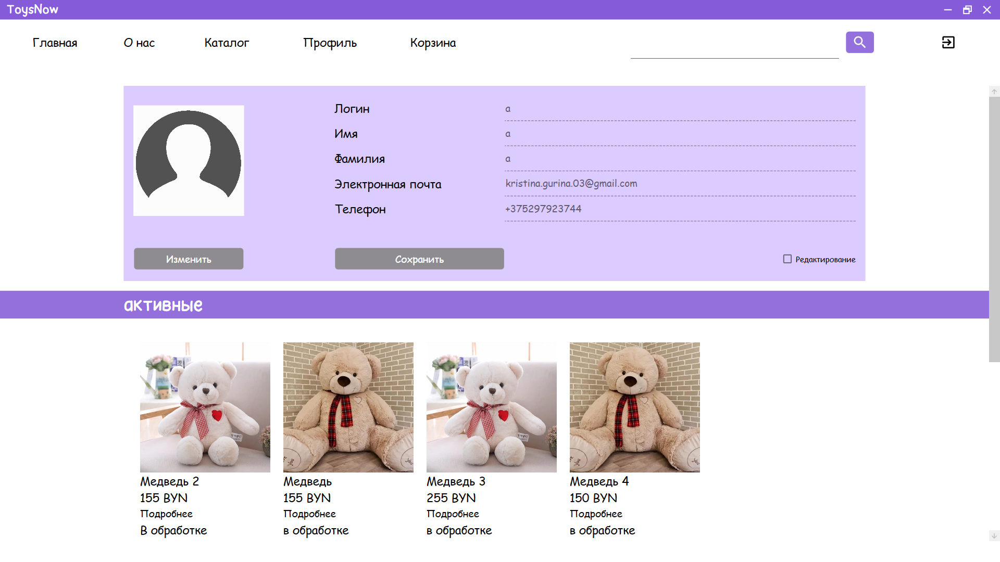 ToysNow
Главная О нас Каталог Профиль Корзина
Логин a
Имя a
Фамилия a
Электронная почта kristina.gurina.03@gmail.com
Телефон +375297923744
Изменить Сохранить Редактирование
активные
Медведь 2 Медведь Медведь 3 Медведь 4
155 BYN 155 BYN 255 BYN 150 BYN
Подробнее Подробнее Подробнее Подробнее
В обработке в обработке в обработке в обработке